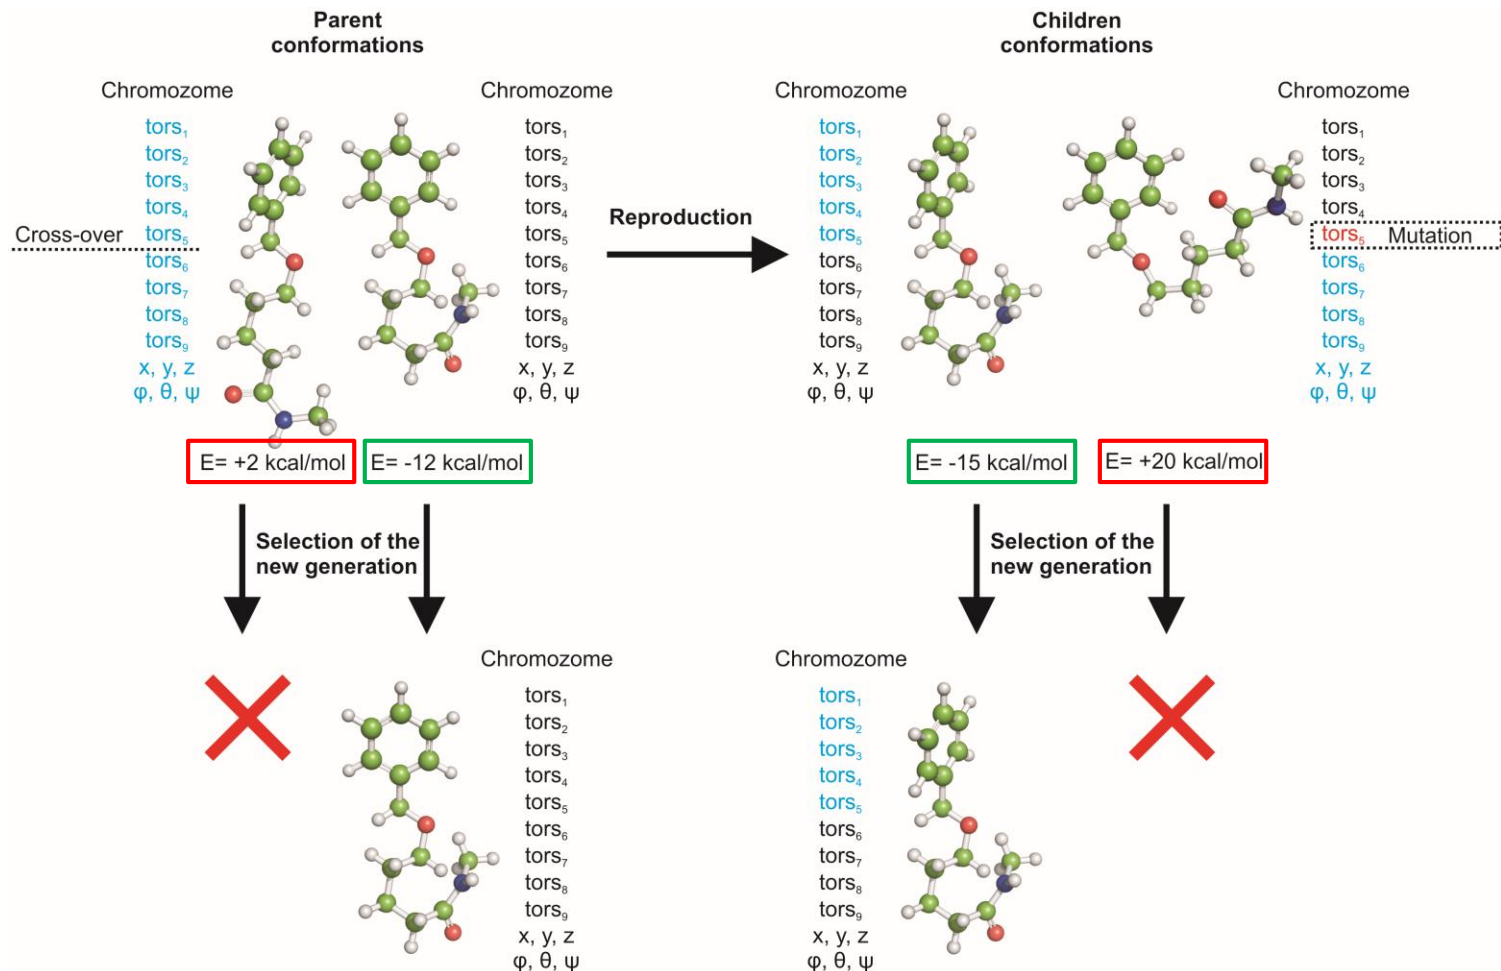 Parent
conformations
Children
conformations
Chromozome
tors₁
tors₂
tors₃
tors₄
tors₅
tors₆
tors₇
tors₈
tors₉
x, y, z
φ, θ, ψ
Cross-over
Chromozome
tors₁
tors₂
tors₃
tors₄
tors₅
tors₆
tors₇
tors₈
tors₉
x, y, z
φ, θ, ψ
Reproduction
Chromozome
tors₁
tors₂
tors₃
tors₄
tors₅
tors₆
tors₇
tors₈
tors₉
x, y, z
φ, θ, ψ
Chromozome
tors₁
tors₂
tors₃
tors₄
tors₅ Mutation
tors₆
tors₇
tors₈
tors₉
x, y, z
φ, θ, ψ
E= +2 kcal/mol
E= -12 kcal/mol
E= -15 kcal/mol
E= +20 kcal/mol
Selection of the
new generation
Selection of the
new generation
Chromozome
tors₁
tors₂
tors₃
tors₄
tors₅
tors₆
tors₇
tors₈
tors₉
x, y, z
φ, θ, ψ
Chromozome
tors₁
tors₂
tors₃
tors₄
tors₅
tors₆
tors₇
tors₈
tors₉
x, y, z
φ, θ, ψ